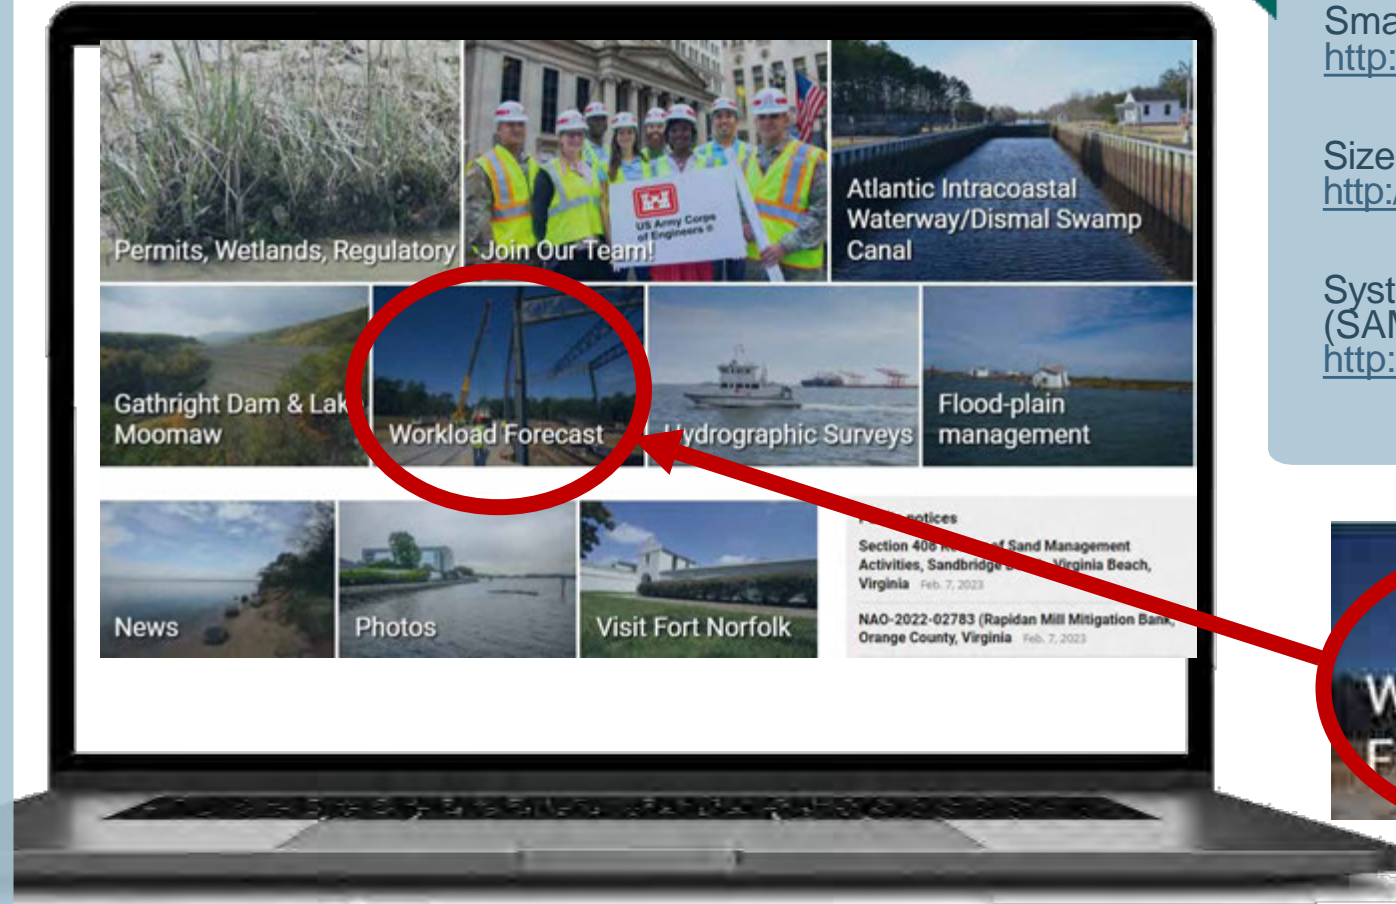 Permits, Wetlands, Regulatory
US Army Corps
of Engineers ®
Join Our Team!
Atlantic Intracoastal
Waterway/Dismal Swamp
Canal
Gathright Dam & Lak
Moomaw
Workload Forecast
Hydrographic Surveys
Flood-plain
management
News
Photos
Visit Fort Norfolk
notices
Section 408 of Sand Management
Activities, Sandbridge Virginia Beach,
Virginia Feb. 7, 2023
NAO-2022-02783 (Rapidan Mill Mitigation Bank,
Orange County, Virginia Feb. 7, 2023
Sma
http:
Size
http:/
Syst
(SAM
http:
W
F